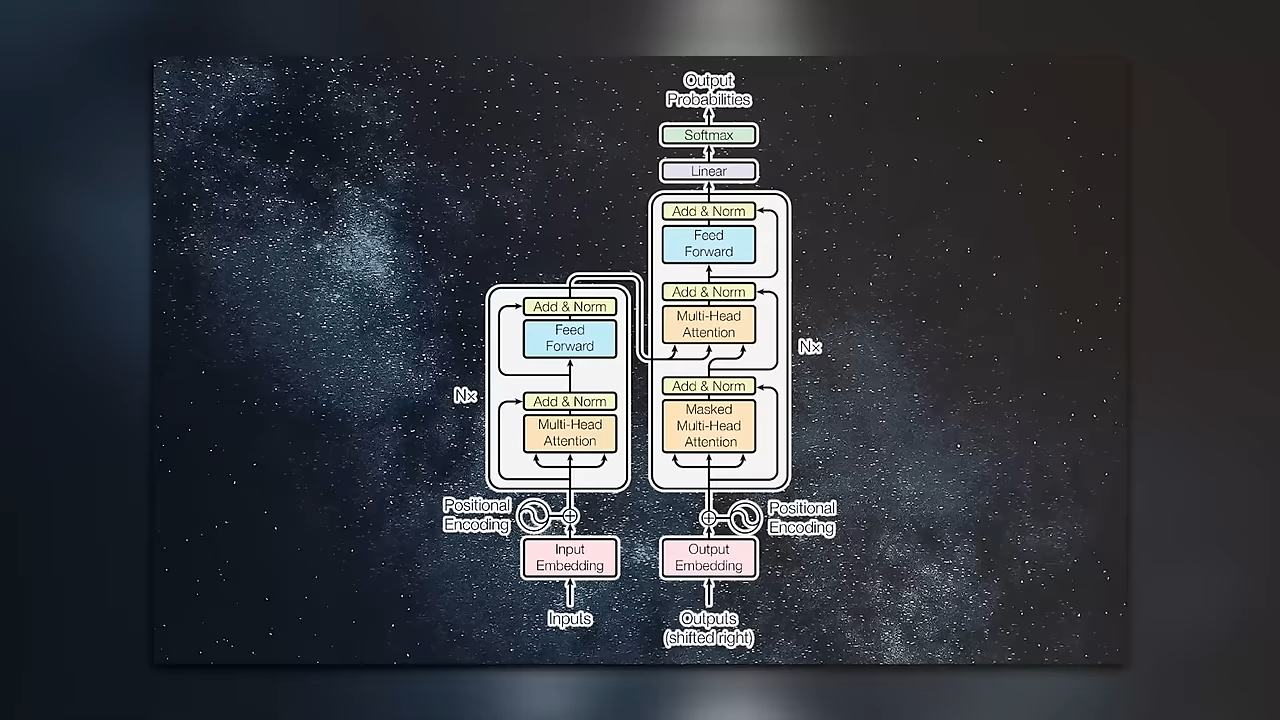 Output
Probabilities
Softmax
Linear
Add & Norm
Feed
Forward
Add & Norm
Multi-Head
Attention
Nx
Add & Norm
Masked
Multi-Head
Attention
Add & Norm
Feed
Forward
Nx
Add & Norm
Multi-Head
Attention
Positional
Encoding
Positional
Encoding
Input
Embedding
Output
Embedding
Inputs
Outputs
(shifted right)